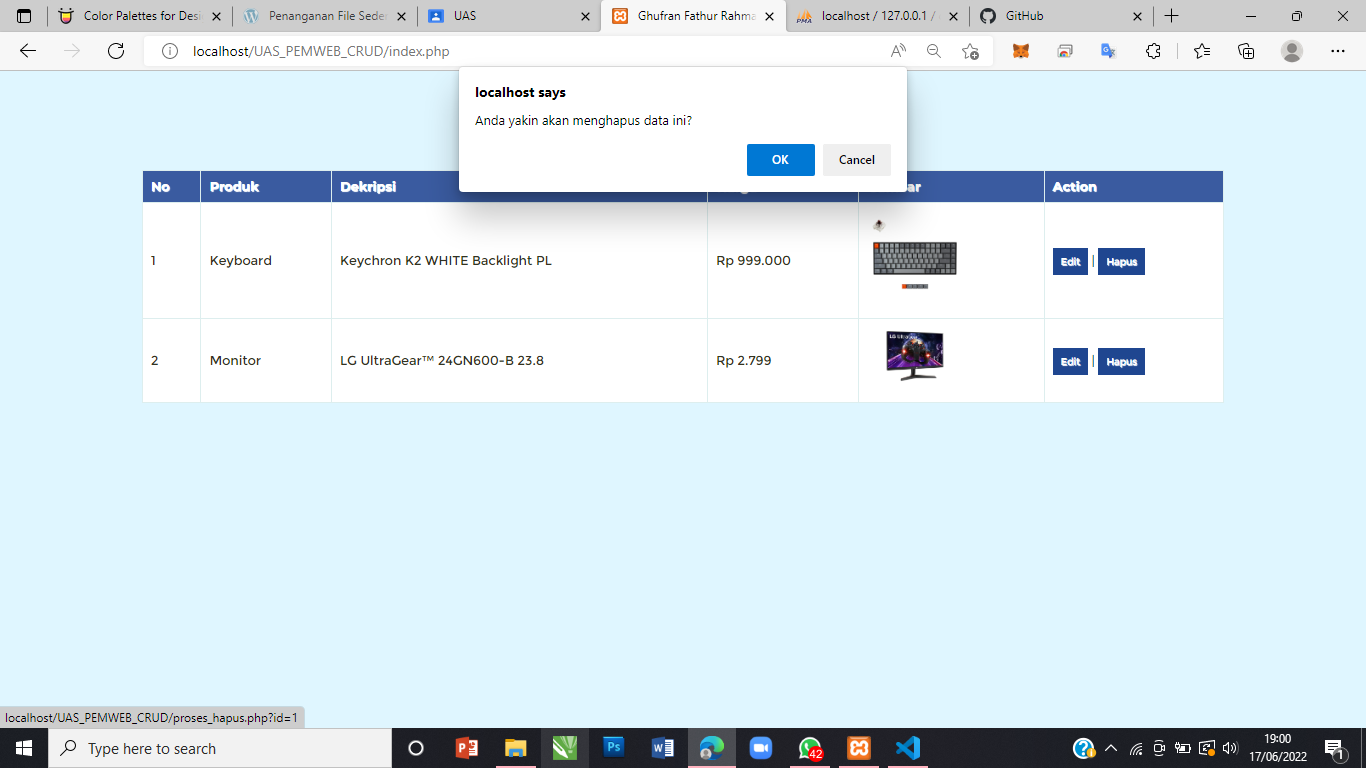 Color Palettes for Desi
Penanganan File Seder
UAS
Ghufran Fathur Rahma
localhost / 127.0.0.1 /
GitHub
localhost/UAS_PEMWEB_CRUD/index.php
localhost says
Anda yakin akan menghapus data ini?
OK
Cancel
No
Produk
Dekripsi
Action
1
Keyboard
Keychron K2 WHITE Backlight PL
Rp 999.000
Edit | Hapus
2
Monitor
LG UltraGear™ 24GN600-B 23.8
Rp 2.799
Edit | Hapus
localhost/UAS_PEMWEB_CRUD/proses_hapus.php?id=1
Type here to search
42
19:00
17/06/2022
1